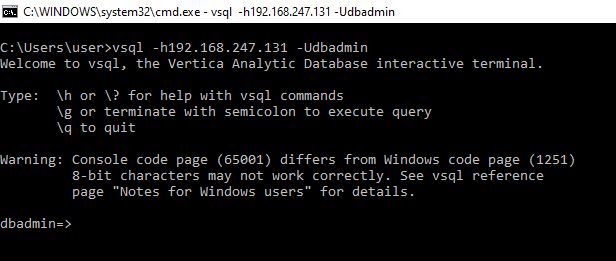 C:\WINDOWS\system32\cmd.exe - vsql -h192.168.247.131 -Udbadmin
C:\Users\user>vsql -h192.168.247.131 -Udbadmin
Welcome to vsql, the Vertica Analytic Database interactive terminal.
Type:  \h or \? for help with vsql commands
       \g or terminate with semicolon to execute query
       \q to quit
Warning: Console code page (65001) differs from Windows code page (1251)
         8-bit characters may not work correctly. See vsql reference
         page "Notes for Windows users" for details.
dbadmin=>